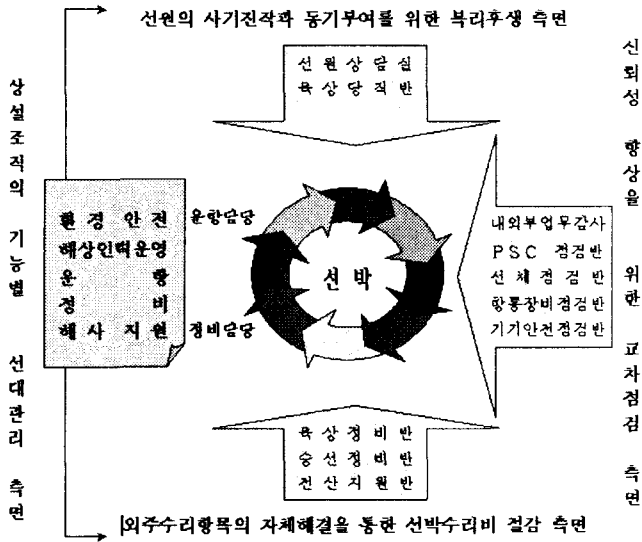 선원의 사기진작과 동기부여를 위한 복리후생 측면
선 원 상 담 실
육 상 당 직 반
상설조직의 기능별 선대관리 측면
환 경 안 전
해상인력운영
운 항
정 비
해 사 지 원
운항담당
정비담당
선 박
내외부업무감사
PSC 점검반
선 체 점 검 반
항통장비점검반
기기안전점검반
신뢰성 향상을 위한 교차점검 측면
육 상 정 비 반
승 선 정 비 반
전 산 지 원 반
외주수리항목의 자체해결을 통한 선박수리비 절감 측면